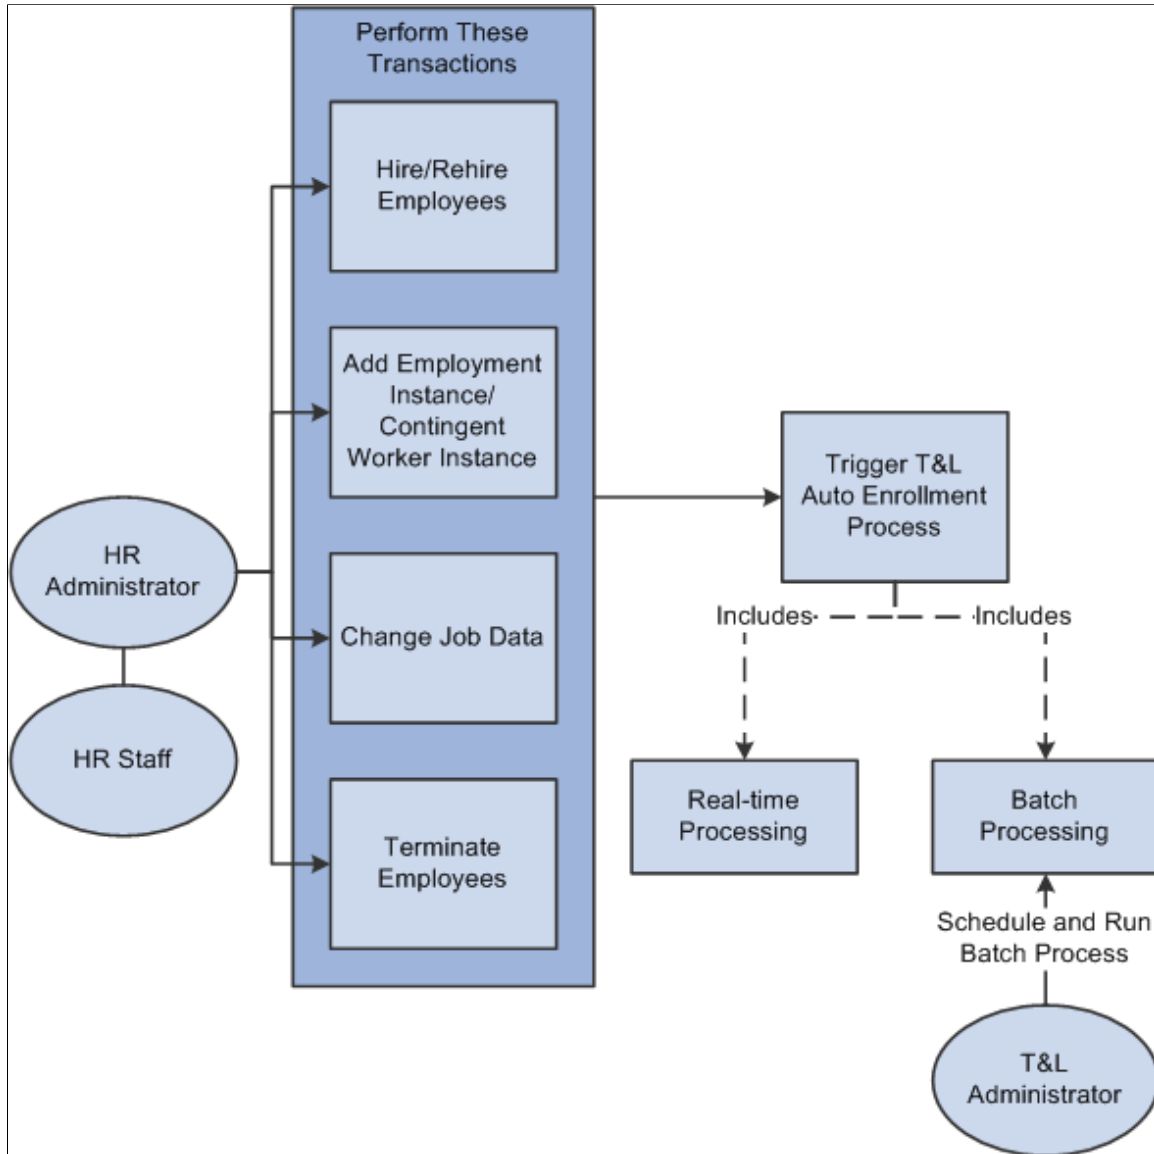 Perform These
Transactions
Hire/Rehire
Employees
Add Employment
Instance/
Contingent
Worker Instance
Change Job Data
Terminate
Employees
HR
Administrator
HR Staff
Trigger T&L
Auto Enrollment
Process
Includes
Includes
Real-time
Processing
Batch
Processing
Schedule and Run
Batch Process
T&L
Administrator